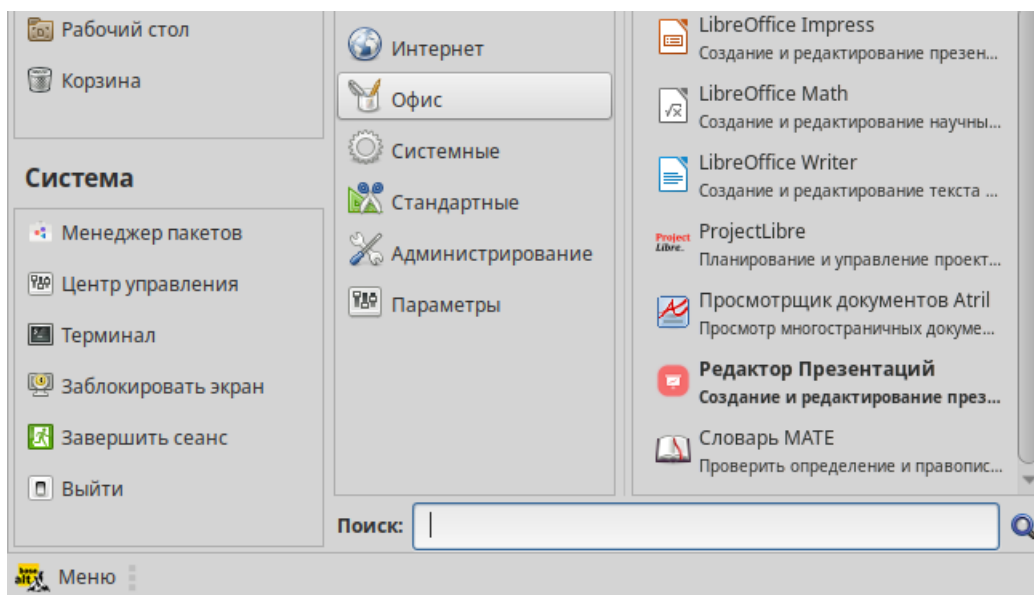 Рабочий стол
Корзина
Система
Менеджер пакетов
Центр управления
Терминал
Заблокировать экран
Завершить сеанс
Выйти
Интернет
Офис
Системные
Стандартные
Администрирование
Параметры
LibreOffice Impress
Создание и редактирование презен...
LibreOffice Math
Создание и редактирование научны...
LibreOffice Writer
Создание и редактирование текста ...
Project
Libre.
ProjectLibre
Планирование и управление проект...
Просмотрщик документов Atril
Просмотр многостраничных докуме...
Редактор Презентаций
Создание и редактирование през...
Словарь MATE
Проверить определение и правопис...
Поиск:
base
alt
Меню